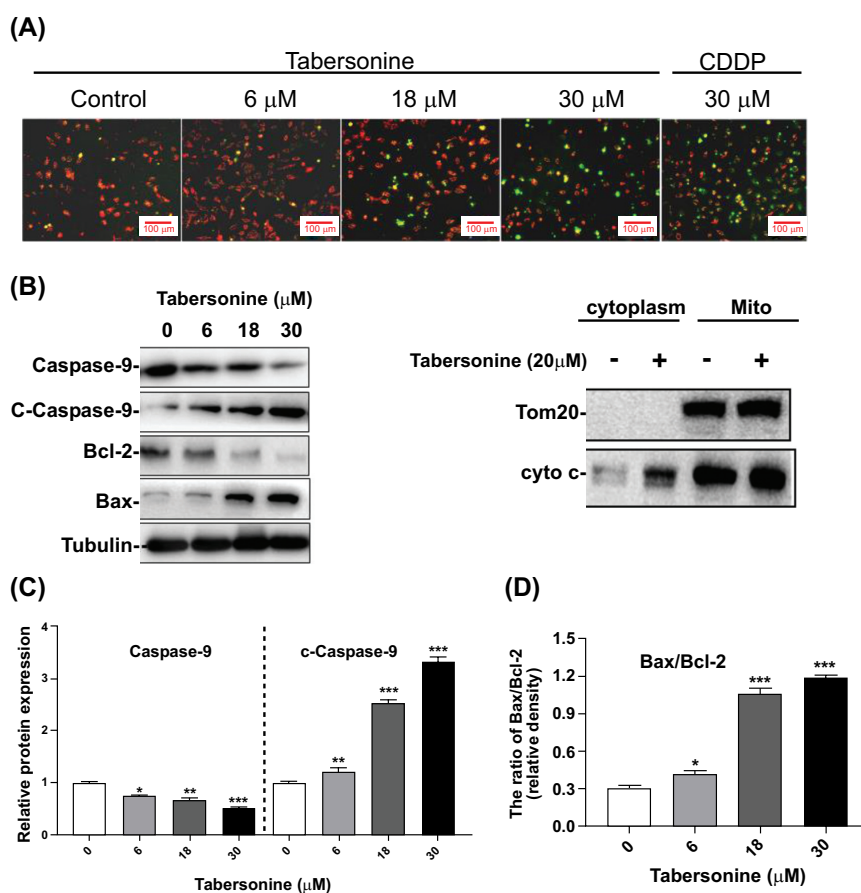 (A)
Tabersonine CDDP
Control 6 μM 18 μM 30 μM 30 μM
100 μm 100 μm 100 μm 100 μm 100 μm
(B)
Tabersonine (μM)
0 6 18 30
Caspase-9-
C-Caspase-9-
Bcl-2-
Bax-
Tubulin-
cytoplasm Mito
Tabersonine (20μM) - + - +
Tom20
cyto c-
(C)
Relative protein expression
4
3
2
1
0
Caspase-9 c-Caspase-9
* ** *** ** *** ***
0 6 18 30 0 6 18 30
Tabersonine (μM)
(D)
The ratio of Bax/Bcl-2
(relative density)
1.5
1.2
0.9
0.6
0.3
0.0
Bax/Bcl-2
* *** ***
0 6 18 30
Tabersonine (μM)